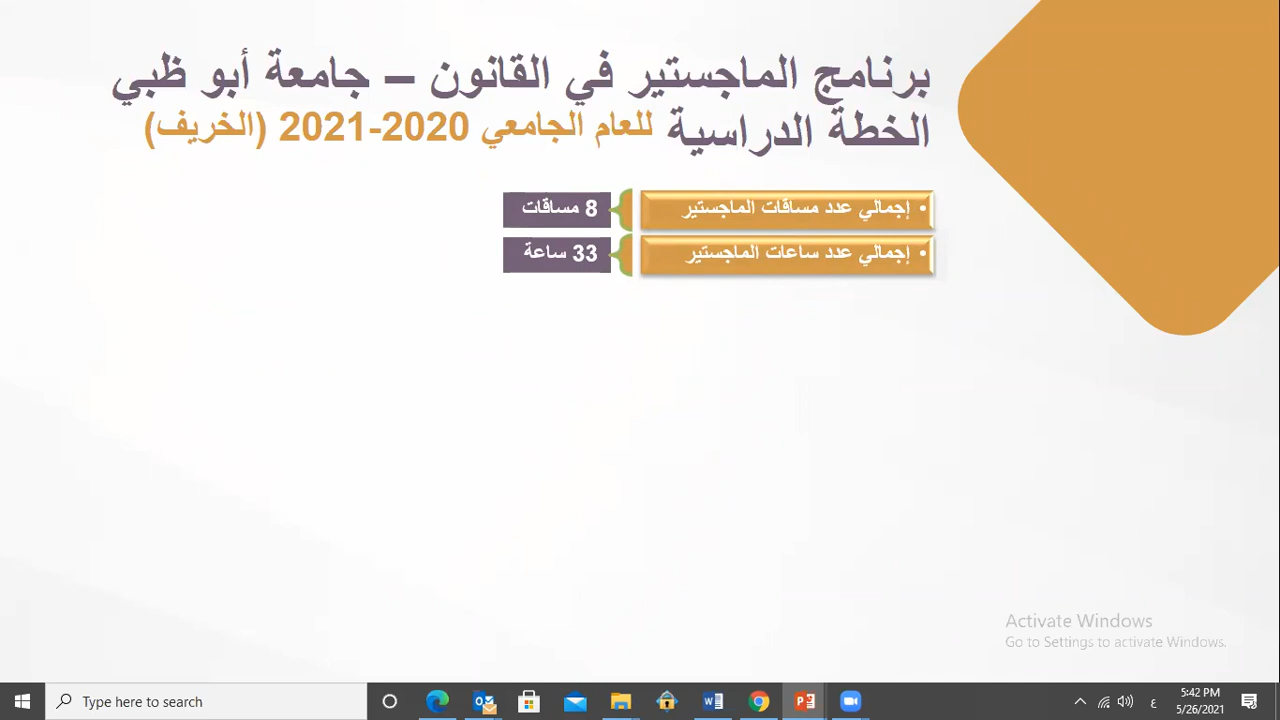 برنامج الماجستير في القانون – جامعة أبو ظبي
الخطة الدراسية للعام الجامعي 2020-2021 (الخريف)
• إجمالي عدد مساقات الماجستير
8 مساقات
• إجمالي عدد ساعات الماجستير
33 ساعة
Activate Windows
Go to Settings to activate Windows.
Type here to search
ع
5:42 PM
5/26/2021